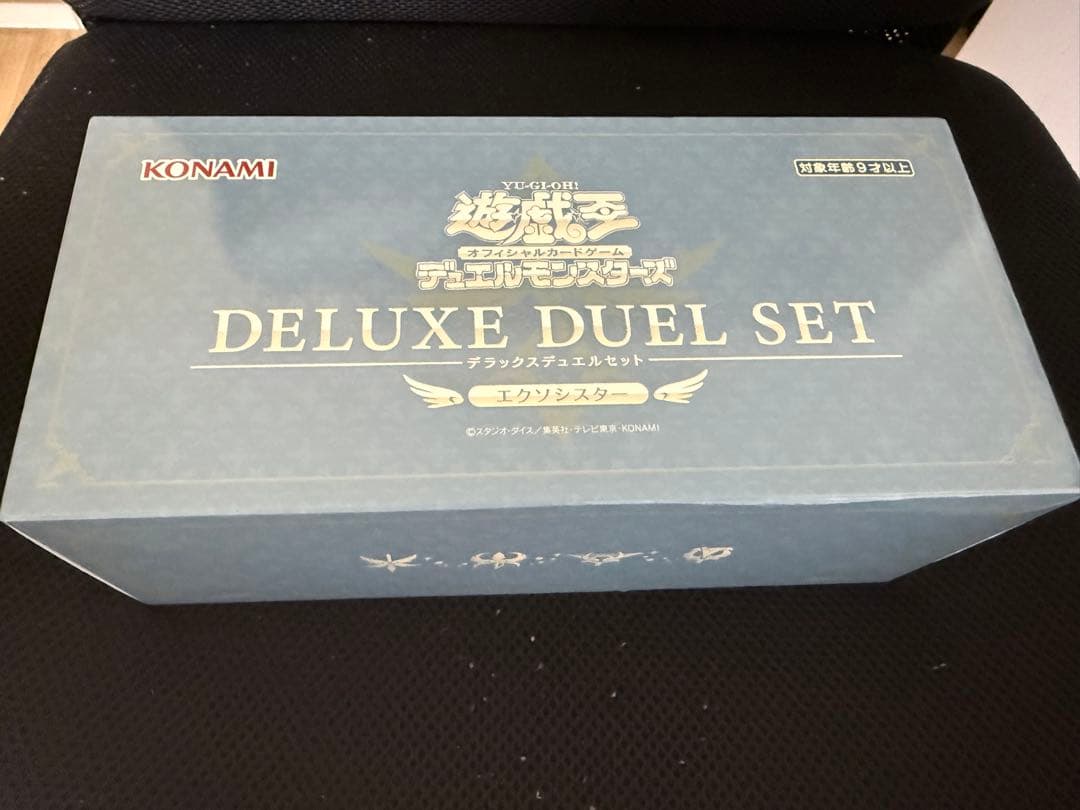 KONAMI
対象年齢9才以上
YU-GI-OH!
遊戯王
オフィシャルカードゲーム
デュエルモンスターズ
DELUXE DUEL SET
デラックスデュエルセット
エクソシスター
©スタジオ・ダイス/集英社・テレビ東京・KONAMI